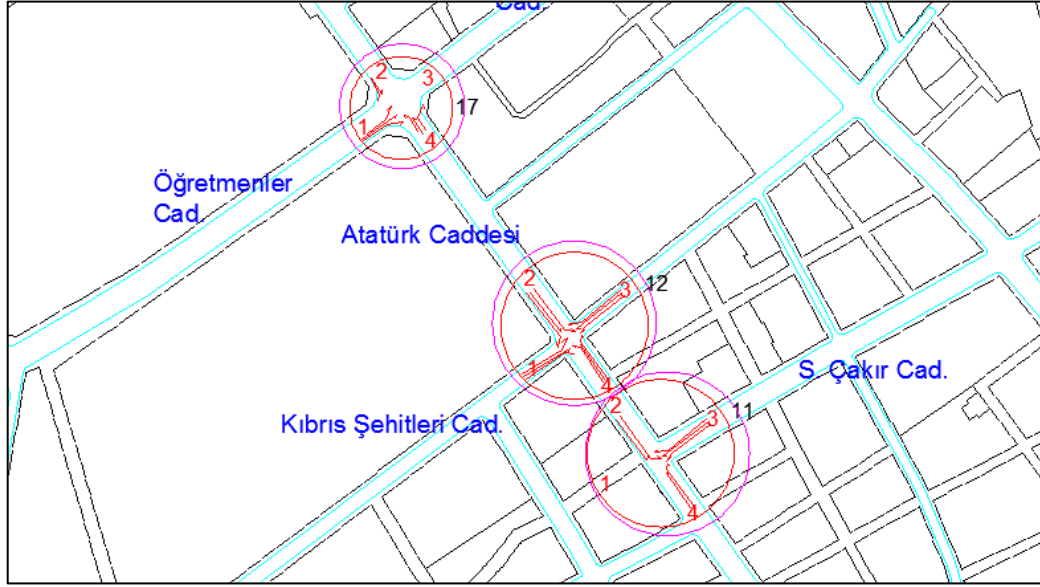 Cad.
2
3
17
1
4
Öğretmenler
Cad.
Atatürk Caddesi
2
3
12
1
4
S. Çakır Cad.
2
3
11
Kıbrıs Şehitleri Cad.
1
4